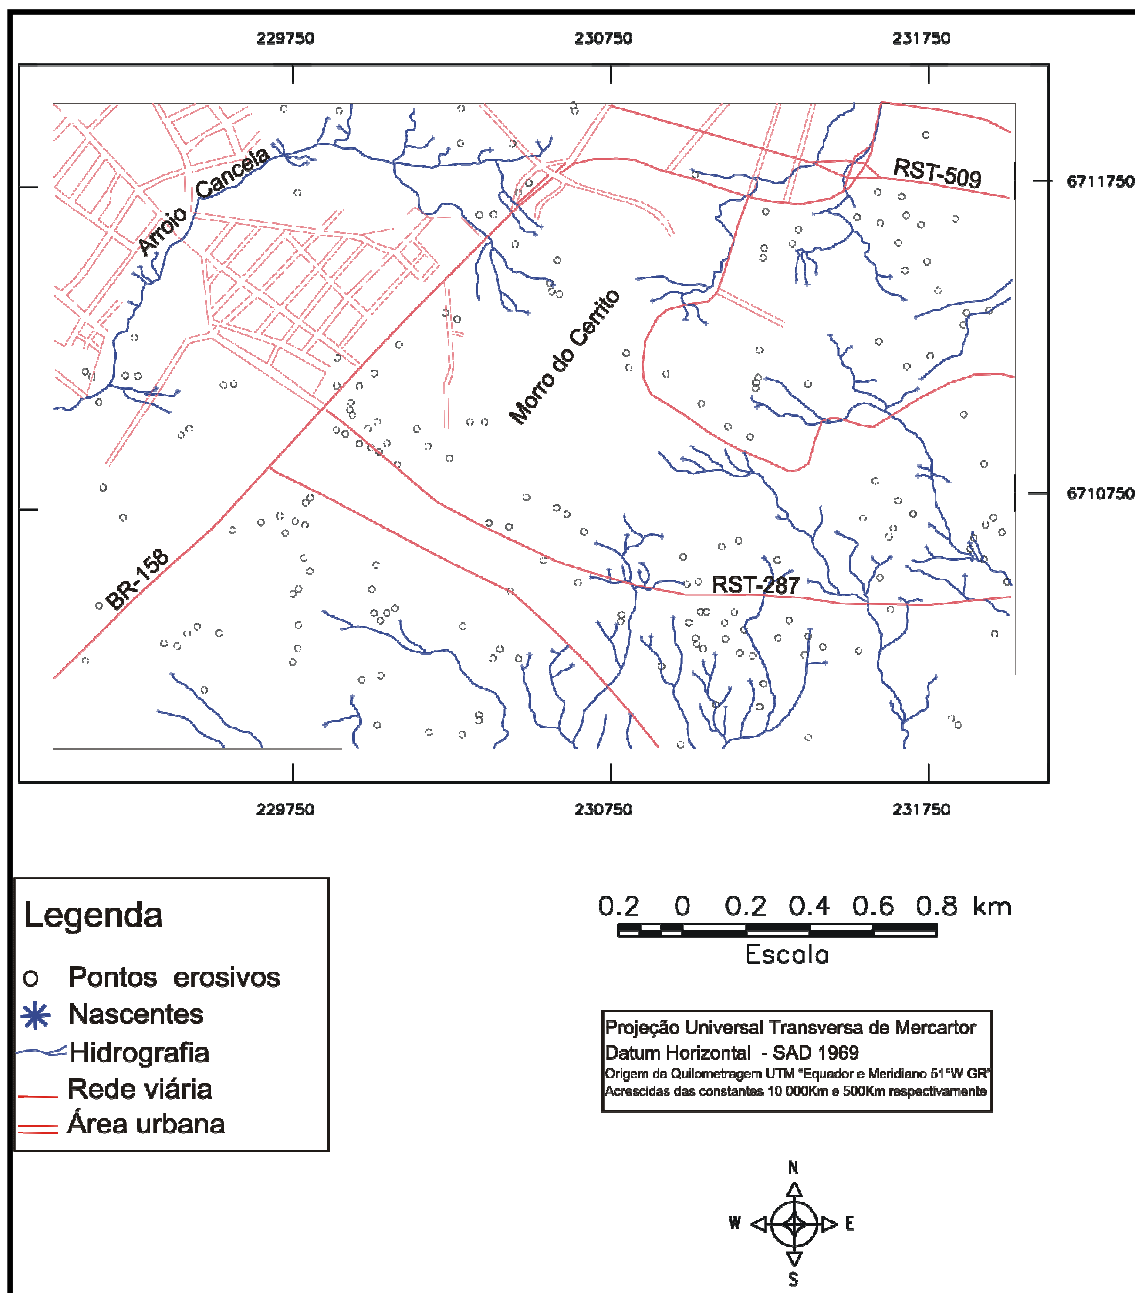 229750 230750 231750
Arroio Cancela
RST-509
6711750
Morro do Cerrito
6710750
BR-158
RST-287
229750 230750 231750
Legenda
Pontos erosivos
Nascentes
Hidrografia
Rede viária
Área urbana
0.2 0 0.2 0.4 0.6 0.8 km
Escala
Projeção Universal Transversa de Mercartor
Datum Horizontal - SAD 1969
Origem da Quilometragem UTM "Equador e Meridiano 51°W GR"
Acrescidas das constantes 10 000Km e 500Km respectivamente
N
W E
S